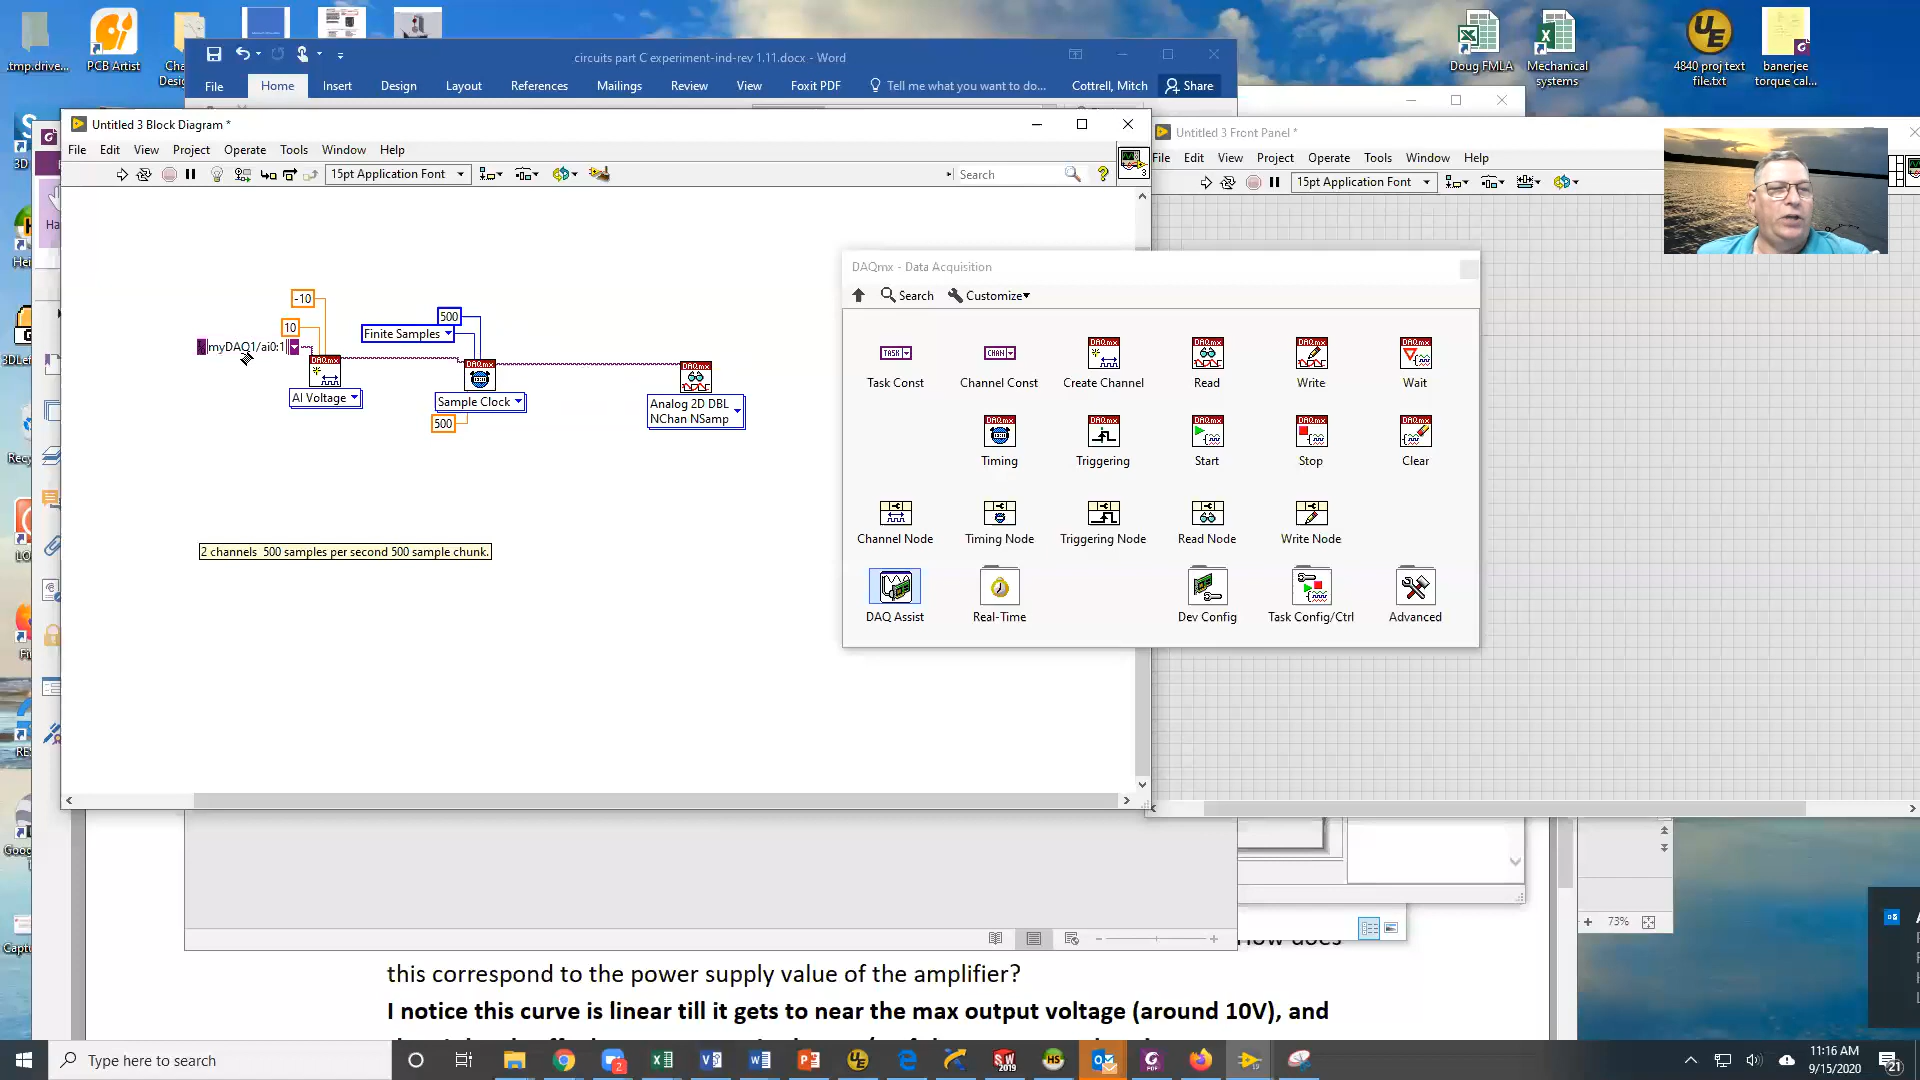 .tmp.drive...
PCB Artist
Doug FMLA
Mechanical systems
4840 proj text file.txt
banerjee torque cal...
circuits part C experiment-ind-rev 1.11.docx - Word
File Home Insert Design Layout References Mailings Review View Foxit PDF Tell me what you want to do... Cottrell, Mitch Share
Untitled 3 Block Diagram *
File Edit View Project Operate Tools Window Help
15pt Application Font
Search
Untitled 3 Front Panel *
File Edit View Project Operate Tools Window Help
15pt Application Font
-10
10
myDAQ1/ai0:1
AI Voltage
500
Finite Samples
Sample Clock
500
Analog 2D DBL
NChan NSamp
2 channels 500 samples per second 500 sample chunk.
DAQmx - Data Acquisition
Search Customize
Task Const Channel Const Create Channel Read Write Wait
Timing Triggering Start Stop Clear
Channel Node Timing Node Triggering Node Read Node Write Node
DAQ Assist Real-Time Dev Config Task Config/Ctrl Advanced
73%
this correspond to the power supply value of the amplifier?
I notice this curve is linear till it gets to near the max output voltage (around 10V), and
Type here to search
11:16 AM
9/15/2020
21